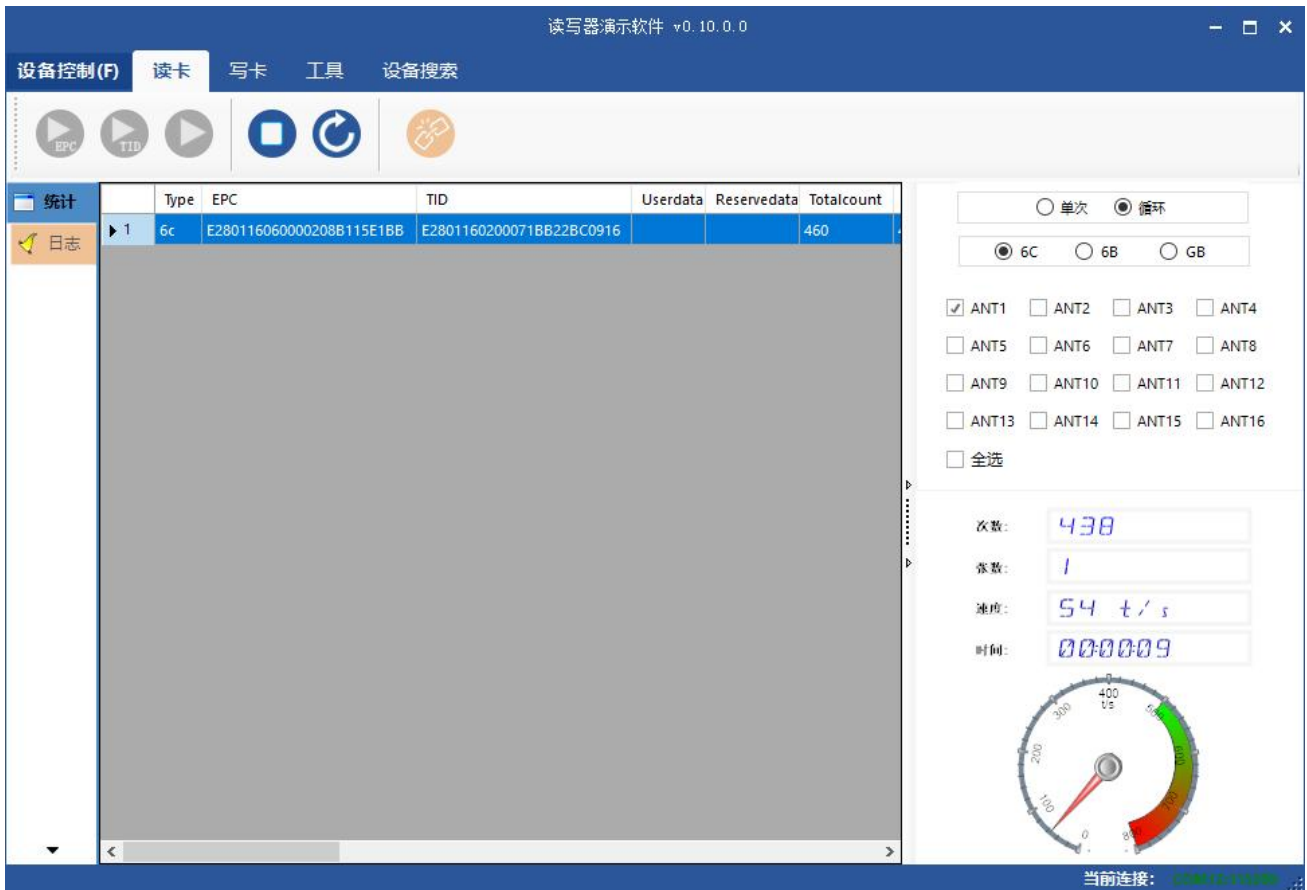 读写器演示软件 v0.10.0.0
设备控制(F) 读卡 写卡 工具 设备搜索
EPC TID
统计
日志
Type EPC TID Userdata Reservedata Totalcount
1 6c E280116060000208B115E1BB E2801160200071BB22BC0916 460
单次 循环
6C 6B GB
ANT1 ANT2 ANT3 ANT4
ANT5 ANT6 ANT7 ANT8
ANT9 ANT10 ANT11 ANT12
ANT13 ANT14 ANT15 ANT16
全选
次数: 438
张数: 1
速度: 54 t/s
时间: 00:00:09
400
t/s
300 500
200 600
100 700
0 800
当前连接: